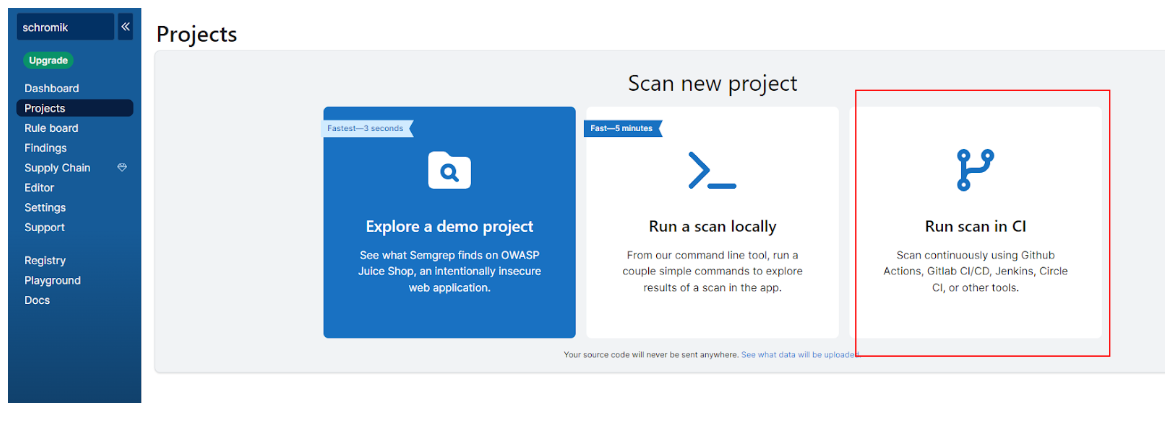 schromik
Upgrade
Dashboard
Projects
Rule board
Findings
Supply Chain
Editor
Settings
Support
Registry
Playground
Docs
Projects
Scan new project
Fastest—3 seconds
Explore a demo project
See what Semgrep finds on OWASP
Juice Shop, an intentionally insecure
web application.
Fast—5 minutes
Run a scan locally
From our command line tool, run a
couple simple commands to explore
results of a scan in the app.
Run scan in CI
Scan continuously using Github
Actions, Gitlab CI/CD, Jenkins, Circle
CI, or other tools.
Your source code will never be sent anywhere. See what data will be uploaded